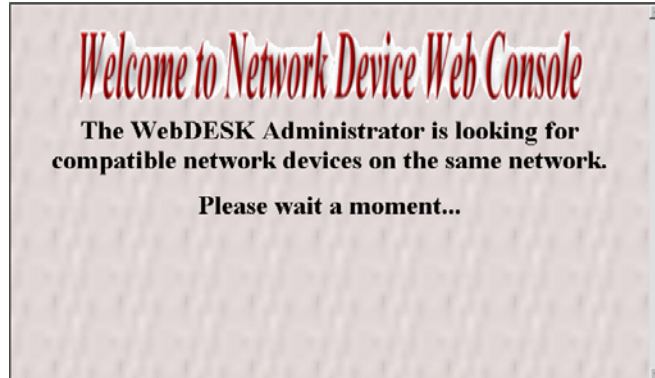 Welcome to Network Device Web Console
The WebDESK Administrator is looking for
compatible network devices on the same network.
Please wait a moment...